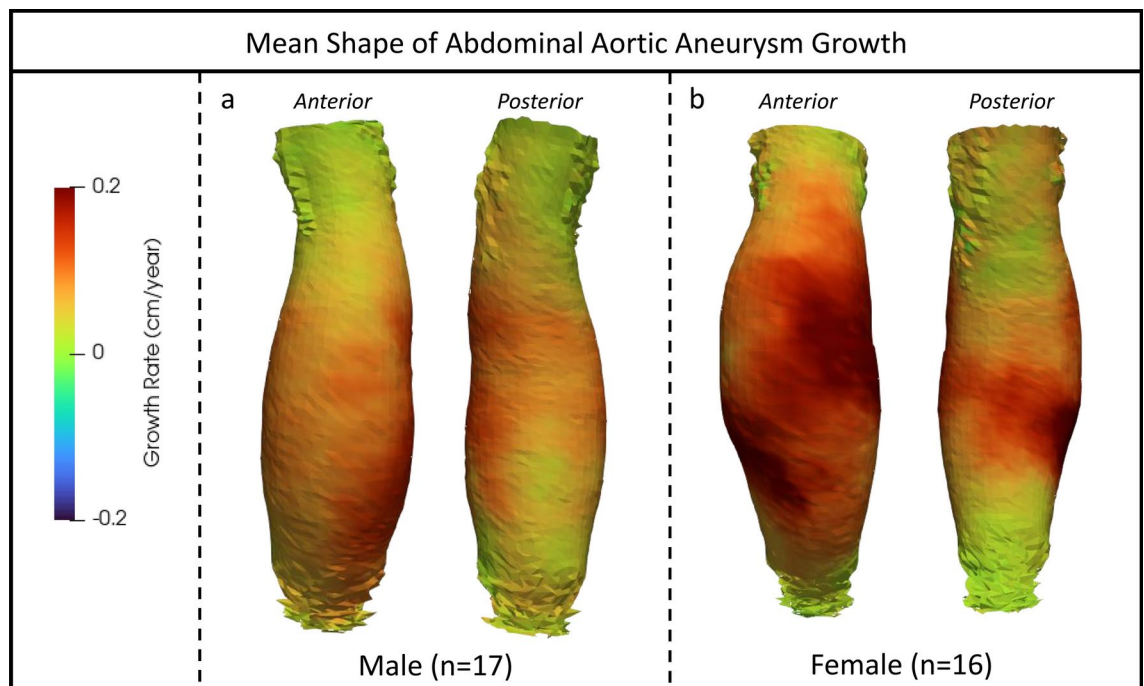 Mean Shape of Abdominal Aortic Aneurysm Growth
a
Anterior
Posterior
b
Anterior
Posterior
0.2
0
-0.2
Growth Rate (cm/year)
Male (n=17)
Female (n=16)